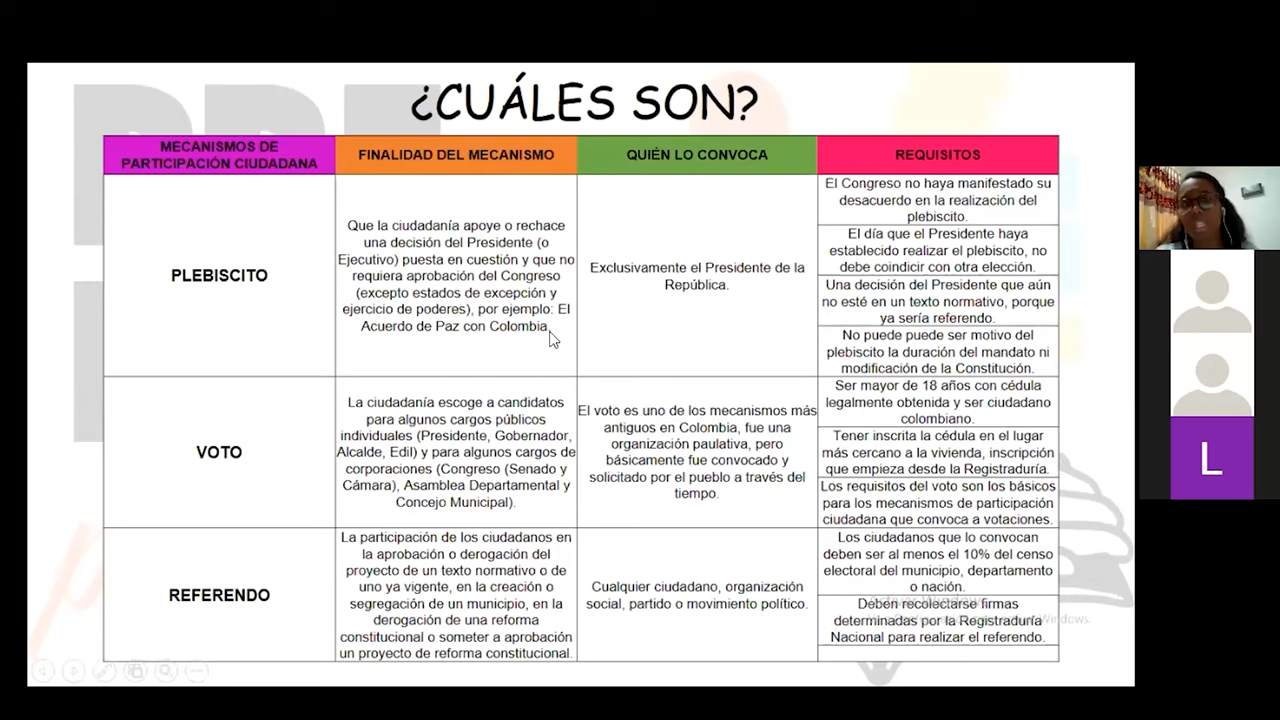 ¿CUÁLES SON?
MECANISMOS DE
PARTICIPACIÓN CIUDADANA
FINALIDAD DEL MECANISMO
QUIÉN LO CONVOCA
REQUISITOS
PLEBISCITO
Que la ciudadanía apoye o rechace
una decisión del Presidente (o
Ejecutivo) puesta en cuestión y que no
requiera aprobación del Congreso
(excepto estados de excepción y
ejercicio de poderes), por ejemplo: El
Acuerdo de Paz con Colombia.
Exclusivamente el Presidente de la
República.
El Congreso no haya manifestado su
desacuerdo en la realización del
plebiscito.
El día que el Presidente haya
establecido realizar el plebiscito, no
debe coindicir con otra elección.
Una decisión del Presidente que aún
no esté en un texto normativo, porque
ya sería referendo.
No puede puede ser motivo del
plebiscito la duración del mandato ni
modificación de la Constitución.
VOTO
La ciudadanía escoge a candidatos
para algunos cargos públicos
individuales (Presidente, Gobernador,
Alcalde, Edil) y para algunos cargos de
corporaciones (Congreso (Senado y
Cámara), Asamblea Departamental y
Concejo Municipal).
El voto es uno de los mecanismos más
antiguos en Colombia, fue una
organización paulativa, pero
básicamente fue convocado y
solicitado por el pueblo a través del
tiempo.
Ser mayor de 18 años con cédula
legalmente obtenida y ser ciudadano
colombiano.
Tener inscrita la cédula en el lugar
más cercano a la vivienda, inscripción
que empieza desde la Registraduría.
Los requisitos del voto son los básicos
para los mecanismos de participación
ciudadana que convoca a votaciones.
REFERENDO
La participación de los ciudadanos en
la aprobación o derogación del
proyecto de un texto normativo o de
uno ya vigente, en la creación o
segregación de un municipio, en la
derogación de una reforma
constitucional o someter a aprobación
un proyecto de reforma constitucional.
Cualquier ciudadano, organización
social, partido o movimiento político.
Los ciudadanos que lo convocan
deben ser al menos el 10% del censo
electoral del municipio, departamento
o nación.
Deben recolectarse firmas
determinadas por la Registraduría
Nacional para realizar el referendo.
Activar Windows
Windows.
L